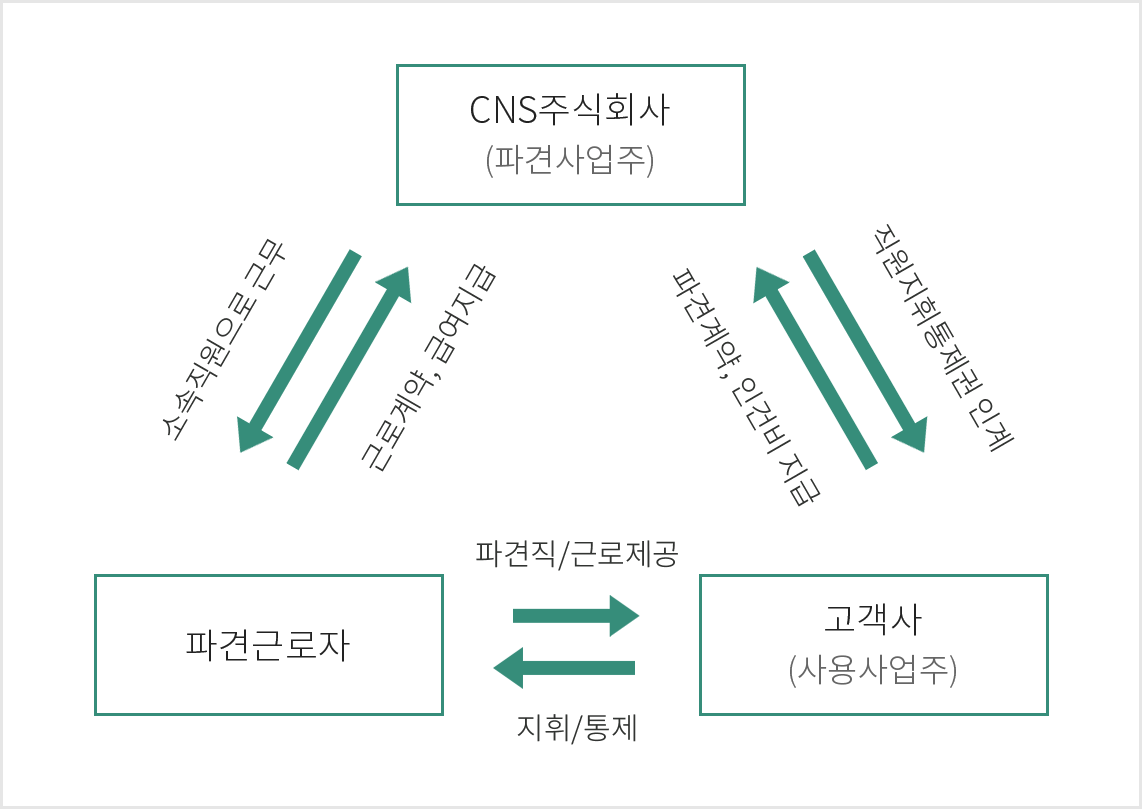 CNS주식회사
(파견사업주)
소속직원으로 근무
근로계약, 급여지급
파견계약, 인건비 지급
직원지휘통제권 인계
파견직/근로제공
파견근로자
고객사
(사용사업주)
지휘/통제